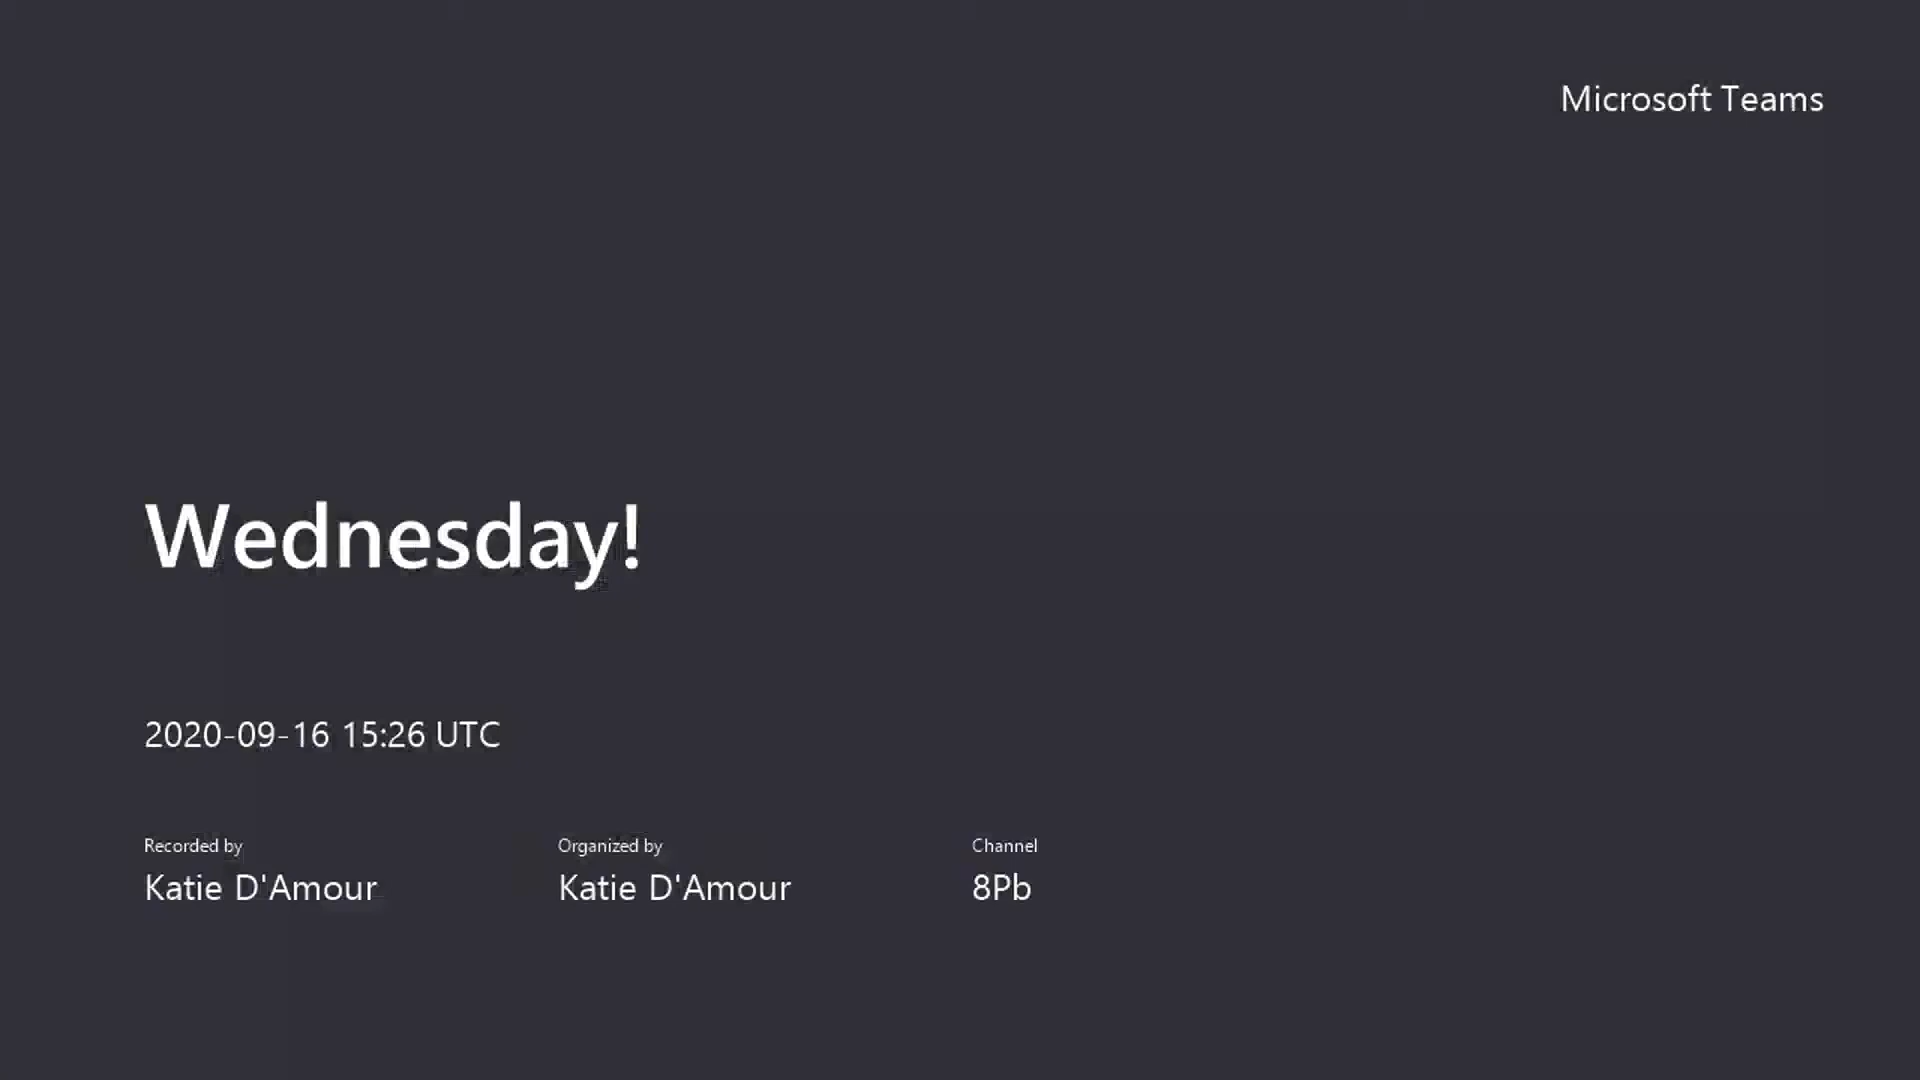 Microsoft Teams
Wednesday!
2020-09-16 15:26 UTC
Recorded by
Katie D'Amour
Organized by
Katie D'Amour
Channel
8Pb